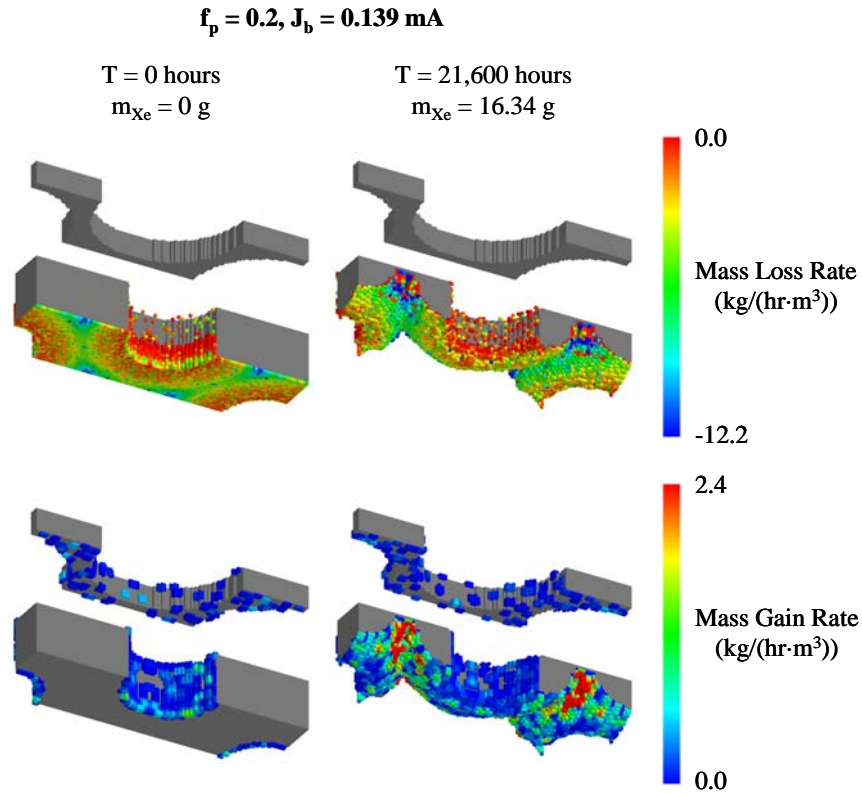 f_p = 0.2, J_b = 0.139 mA
T = 0 hours
m_Xe = 0 g
T = 21,600 hours
m_Xe = 16.34 g
0.0
Mass Loss Rate
(kg/(hr·m³))
-12.2
2.4
Mass Gain Rate
(kg/(hr·m³))
0.0